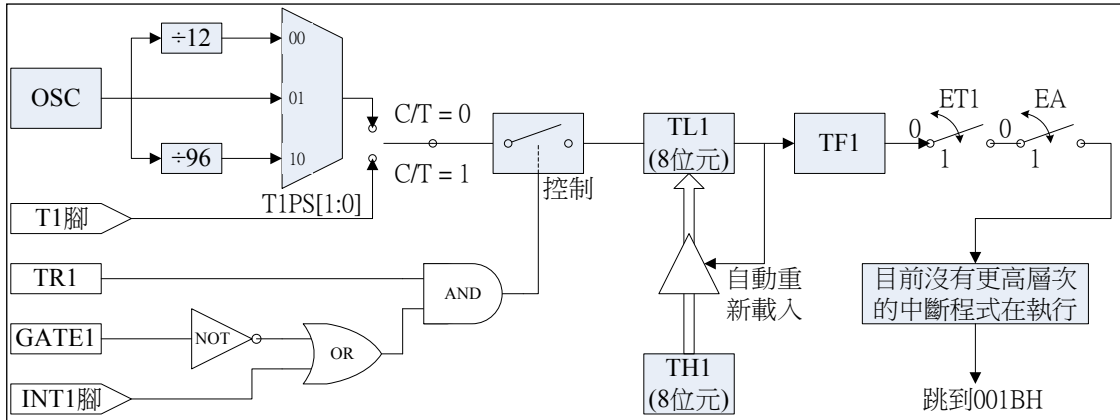 ÷12
00
OSC
01
÷96
10
T1PS[1:0]
C/T = 0
C/T = 1
控制
TL1
(8位元)
TF1
ET1
0
1
EA
0
1
T1腳
TR1
AND
GATE1
NOT
OR
INT1腳
自動重
新載入
TH1
(8位元)
目前沒有更高層次
的中斷程式在執行
跳到001BH